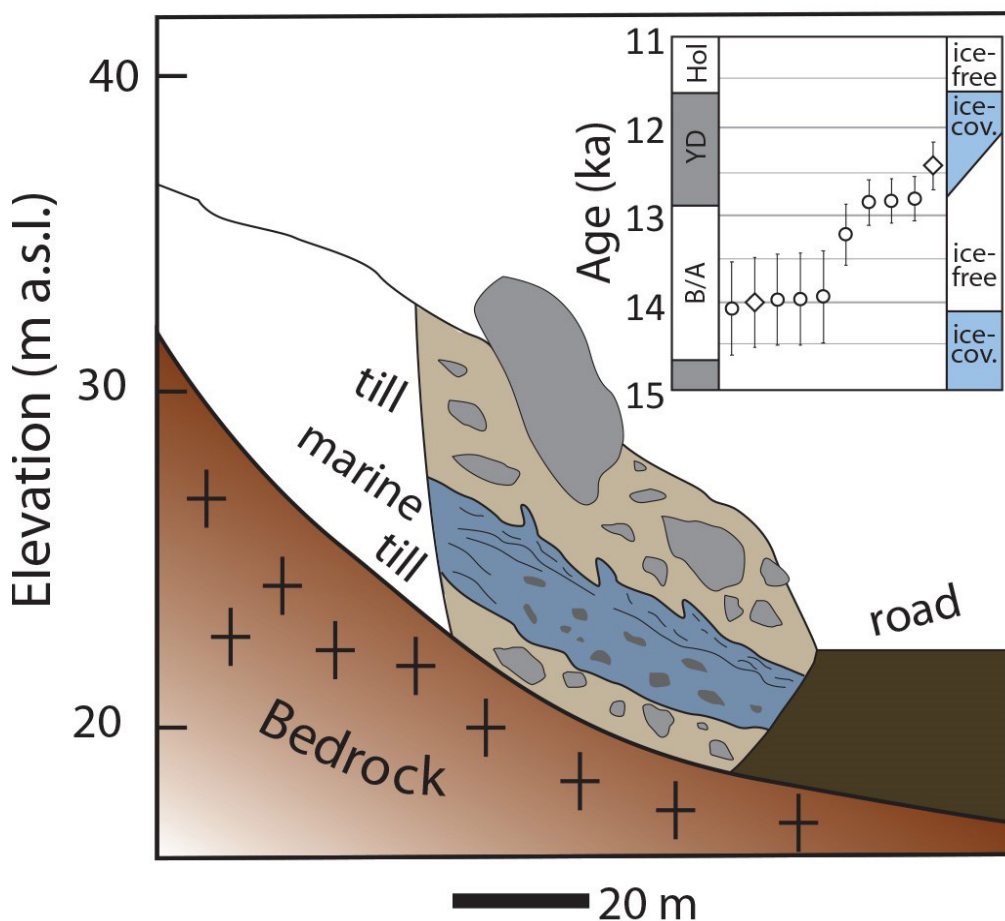 Elevation (m a.s.l.)
40
30
20
till
marine
till
Bedrock
road
20 m
Age (ka)
11
12
13
14
15
Hol
YD
B/A
ice-
free
ice-
cov.
ice-
free
ice-
cov.